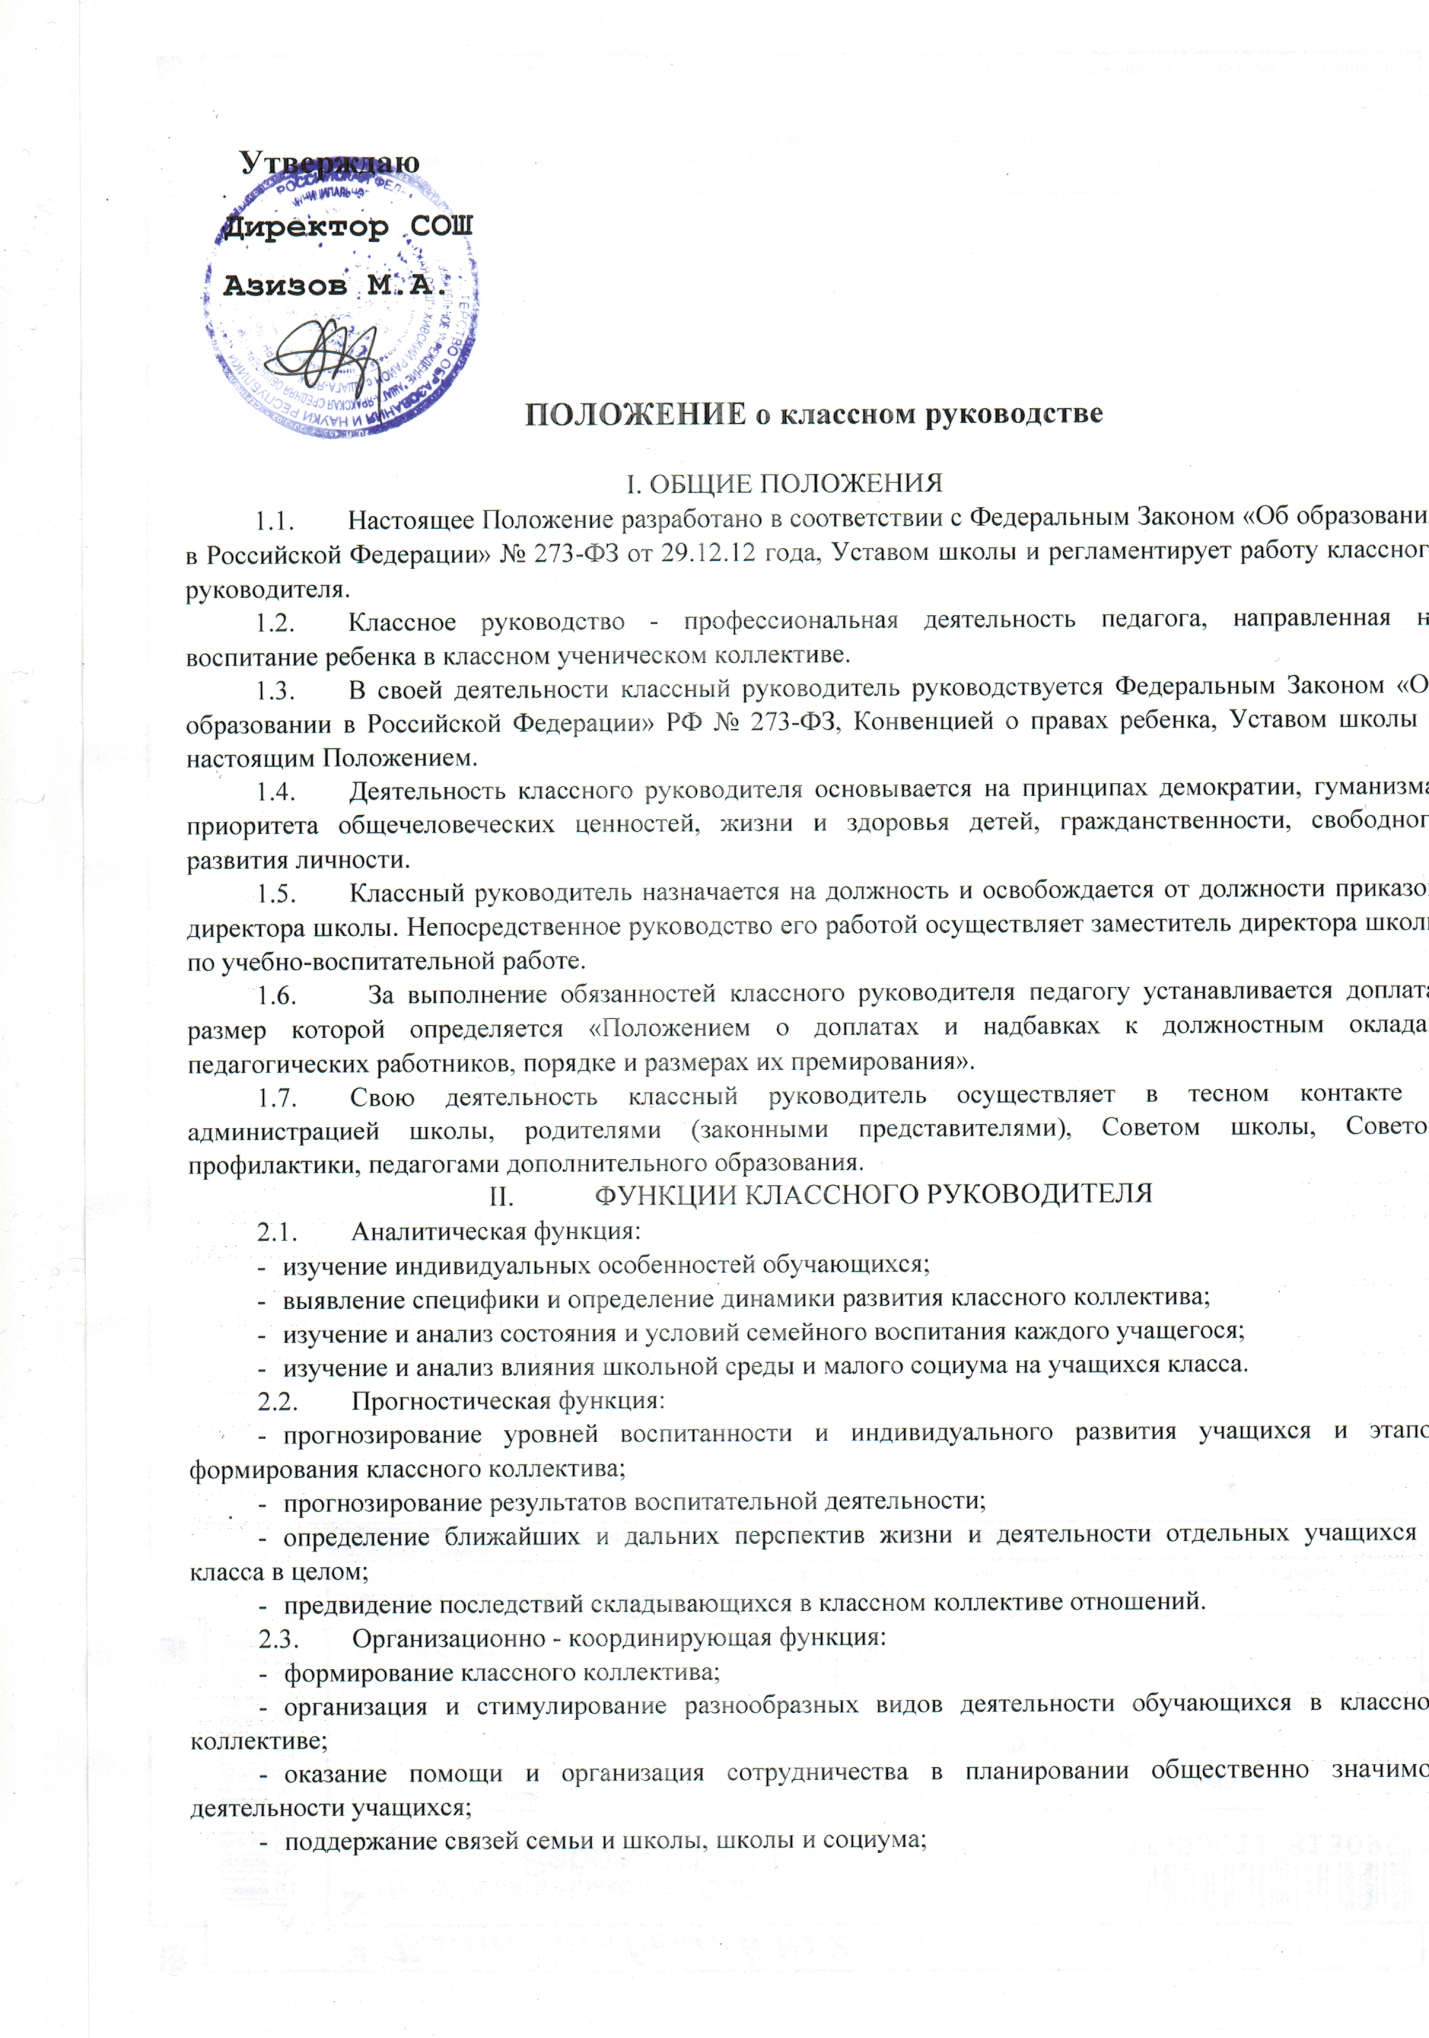 Утверждаю
Директор СОШ
Азизов М.А.
ПОЛОЖЕНИЕ о классном руководстве
I. ОБЩИЕ ПОЛОЖЕНИЯ
1.1. Настоящее Положение разработано в соответствии с Федеральным Законом «Об образовани
в Российской Федерации» № 273-ФЗ от 29.12.12 года, Уставом школы и регламентирует работу классног
руководителя.
1.2. Классное руководство - профессиональная деятельность педагога, направленная н
воспитание ребенка в классном ученическом коллективе.
1.3. В своей деятельности классный руководитель руководствуется Федеральным Законом «О
образовании в Российской Федерации» РФ № 273-ФЗ, Конвенцией о правах ребенка, Уставом школы
настоящим Положением.
1.4. Деятельность классного руководителя основывается на принципах демократии, гуманизма
приоритета общечеловеческих ценностей, жизни и здоровья детей, гражданственности, свободног
развития личности.
1.5. Классный руководитель назначается на должность и освобождается от должности приказо
директора школы. Непосредственное руководство его работой осуществляет заместитель директора школ
по учебно-воспитательной работе.
1.6. За выполнение обязанностей классного руководителя педагогу устанавливается доплата
размер которой определяется «Положением о доплатах и надбавках к должностным оклада
педагогических работников, порядке и размерах их премирования».
1.7. Свою деятельность классный руководитель осуществляет в тесном контакте
администрацией школы, родителями (законными представителями), Советом школы, Совето
профилактики, педагогами дополнительного образования.
II. ФУНКЦИИ КЛАССНОГО РУКОВОДИТЕЛЯ
2.1. Аналитическая функция:
- изучение индивидуальных особенностей обучающихся;
- выявление специфики и определение динамики развития классного коллектива;
- изучение и анализ состояния и условий семейного воспитания каждого учащегося;
- изучение и анализ влияния школьной среды и малого социума на учащихся класса.
2.2. Прогностическая функция:
- прогнозирование уровней воспитанности и индивидуального развития учащихся и этапо
формирования классного коллектива;
- прогнозирование результатов воспитательной деятельности;
- определение ближайших и дальних перспектив жизни и деятельности отдельных учащихся
класса в целом;
- предвидение последствий складывающихся в классном коллективе отношений.
2.3. Организационно - координирующая функция:
- формирование классного коллектива;
- организация и стимулирование разнообразных видов деятельности обучающихся в классно
коллективе;
- оказание помощи и организация сотрудничества в планировании общественно значимо
деятельности учащихся;
- поддержание связей семьи и школы, школы и социума;